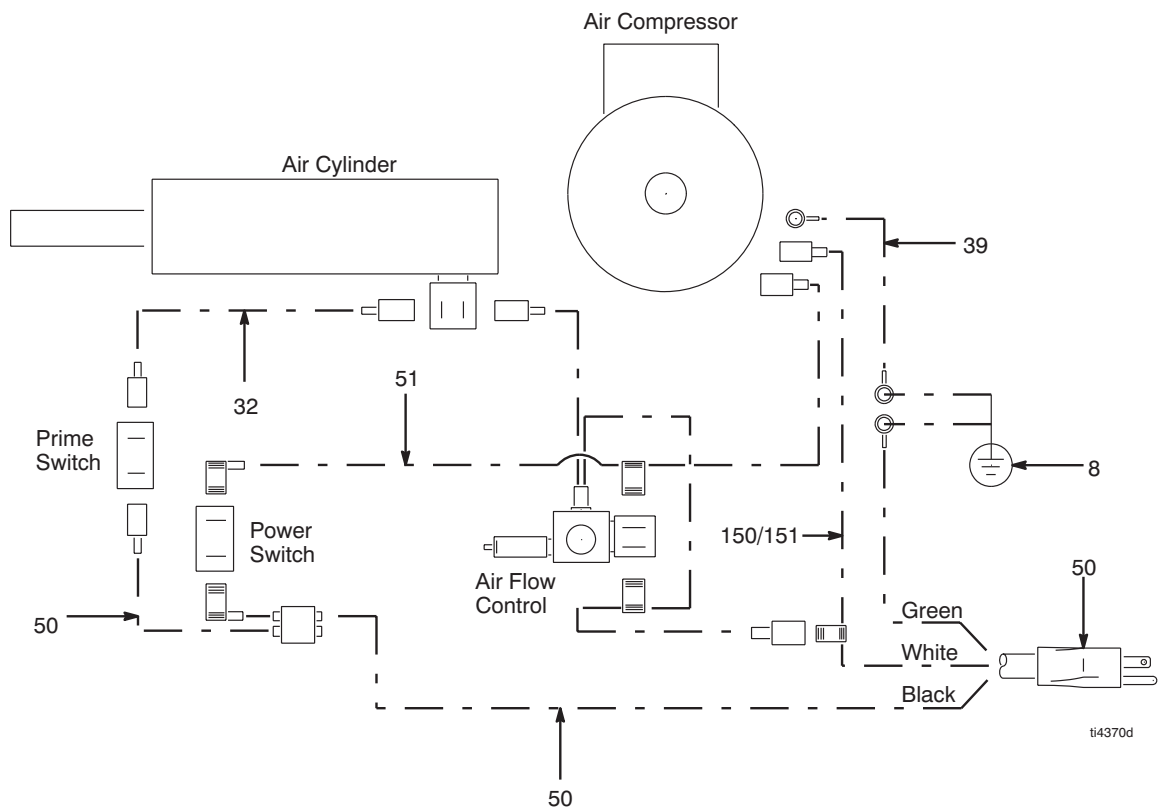 Air Compressor
Air Cylinder
39
32
51
Prime
Switch
8
Power
Switch
150/151
Air Flow
Control
50
50
Green
White
Black
ti4370d
50